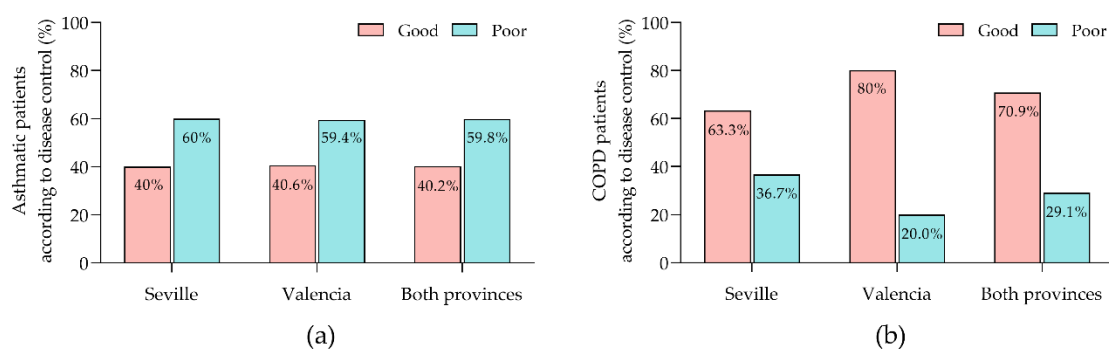 Asthmatic patients
according to disease control (%)
100
80
60
40
20
0
Good
Poor
40%
60%
40.6%
59.4%
40.2%
59.8%
Seville
Valencia
Both provinces
(a)
COPD patients
according to disease control (%)
100
80
60
40
20
0
Good
Poor
63.3%
36.7%
80%
20.0%
70.9%
29.1%
Seville
Valencia
Both provinces
(b)